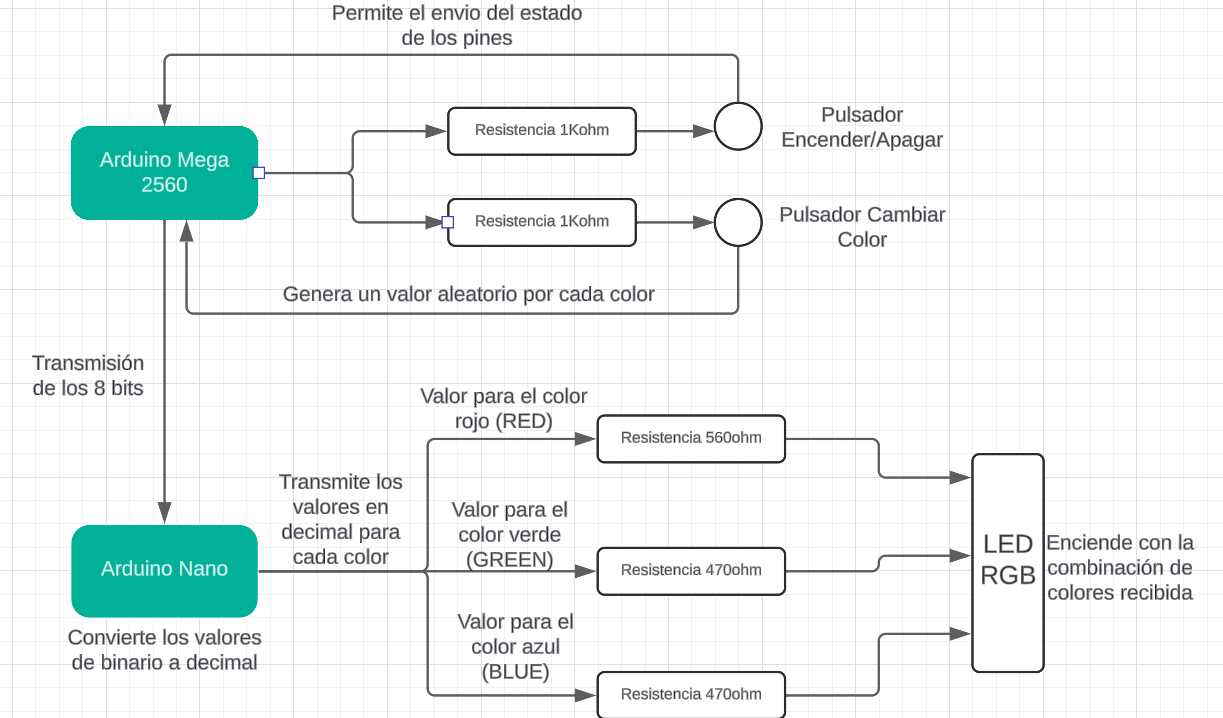 Permite el envio del estado
de los pines
Arduino Mega
2560
Resistencia 1Kohm
Pulsador
Encender/Apagar
Resistencia 1Kohm
Pulsador Cambiar
Color
Genera un valor aleatorio por cada color
Transmisión
de los 8 bits
Valor para el color
rojo (RED)
Resistencia 560ohm
Transmite los
valores en
decimal para
cada color
Valor para el
color verde
(GREEN)
Arduino Nano
Resistencia 470ohm
LED
RGB
Enciende con la
combinación de
colores recibida
Convierte los valores
de binario a decimal
Valor para el
color azul
(BLUE)
Resistencia 470ohm